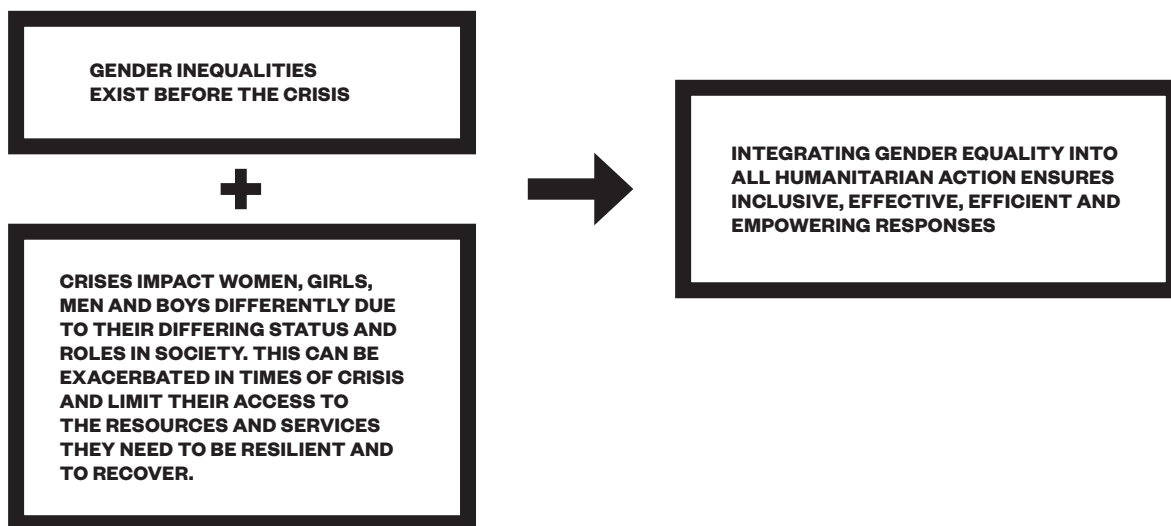 GENDER INEQUALITIES
EXIST BEFORE THE CRISIS
+
CRISES IMPACT WOMEN, GIRLS,
MEN AND BOYS DIFFERENTLY DUE
TO THEIR DIFFERING STATUS AND
ROLES IN SOCIETY. THIS CAN BE
EXACERBATED IN TIMES OF CRISIS
AND LIMIT THEIR ACCESS TO
THE RESOURCES AND SERVICES
THEY NEED TO BE RESILIENT AND
TO RECOVER.
INTEGRATING GENDER EQUALITY INTO
ALL HUMANITARIAN ACTION ENSURES
INCLUSIVE, EFFECTIVE, EFFICIENT AND
EMPOWERING RESPONSES